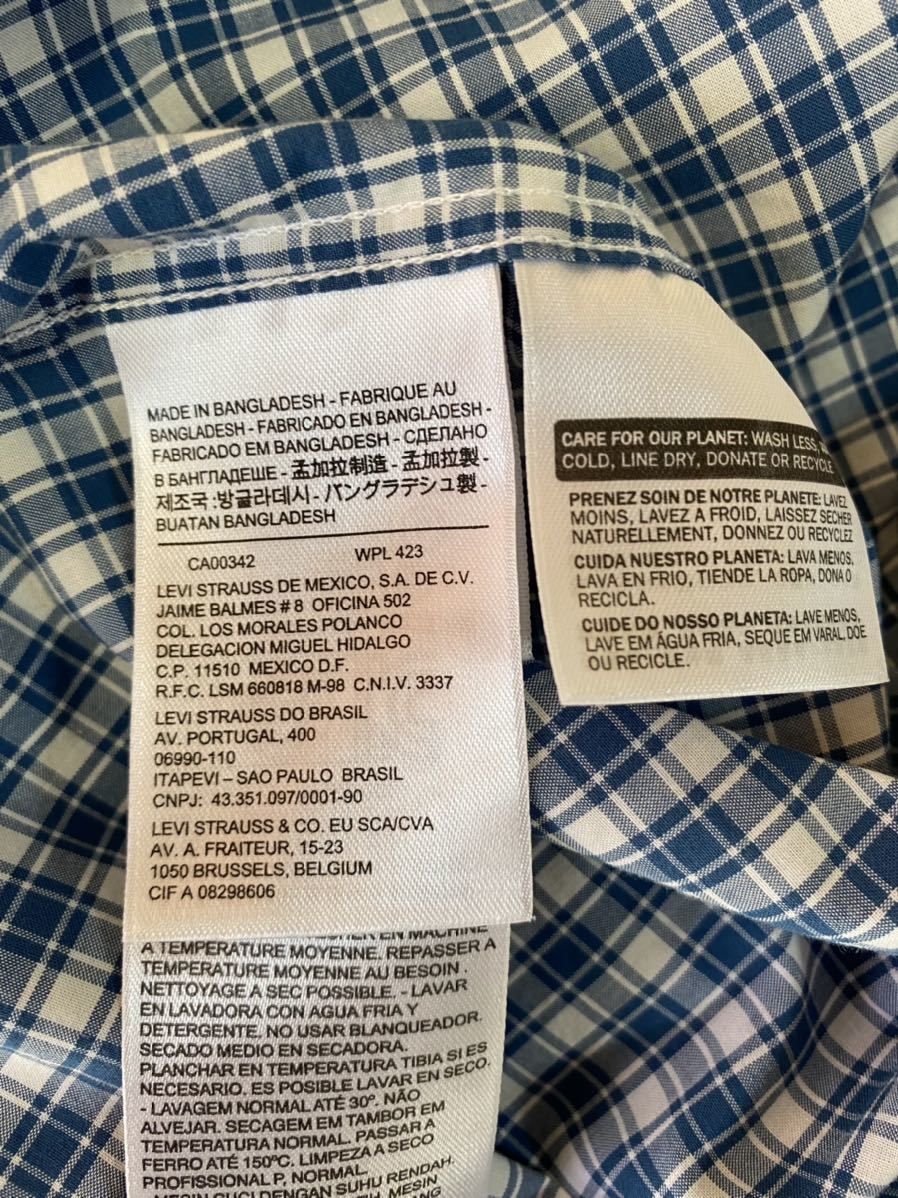 MADE IN BANGLADESH - FABRIQUE AU
BANGLADESH - FABRICADO EN BANGLADESH -
FABRICADO EM BANGLADESH - СДЕЛАНО
В БАНГЛАДЕШЕ - 孟加拉制造 - 孟加拉製 -
제조국 :방글라데시 - バングラデシュ製 -
BUATAN BANGLADESH
CA00342 WPL 423
LEVI STRAUSS DE MEXICO, S.A. DE C.V.
JAIME BALMES # 8 OFICINA 502
COL. LOS MORALES POLANCO
DELEGACION MIGUEL HIDALGO
C.P. 11510 MEXICO D.F.
R.F.C. LSM 660818 M-98 C.N.I.V. 3337
LEVI STRAUSS DO BRASIL
AV. PORTUGAL, 400
06990-110
ITAPEVI – SAO PAULO BRASIL
CNPJ: 43.351.097/0001-90
LEVI STRAUSS & CO. EU SCA/CVA
AV. A. FRAITEUR, 15-23
1050 BRUSSELS, BELGIUM
CIF A 08298606
EN MACHINE
A TEMPERATURE MOYENNE. REPASSER A
TEMPERATURE MOYENNE AU BESOIN .
NETTOYAGE A SEC POSSIBLE. - LAVAR
EN LAVADORA CON AGUA FRIA Y
DETERGENTE. NO USAR BLANQUEADOR.
SECADO MEDIO EN SECADORA.
PLANCHAR EN TEMPERATURA TIBIA SI ES
NECESARIO. ES POSIBLE LAVAR EN SECO.
- LAVAGEM NORMAL ATÉ 30º. NÃO
ALVEJAR. SECAGEM EM TAMBOR EM
TEMPERATURA NORMAL. PASSAR A
FERRO ATÉ 150ºC. LIMPEZA A SECO
PROFISSIONAL P, NORMAL.
- MESIN CUCI DENGAN SUHU RENDAH.
MESIN
CARE FOR OUR PLANET: WASH LESS,
COLD, LINE DRY, DONATE OR RECYCLE
PRENEZ SOIN DE NOTRE PLANETE: LAVEZ
MOINS, LAVEZ A FROID, LAISSEZ SECHER
NATURELLEMENT, DONNEZ OU RECYCLEZ
CUIDA NUESTRO PLANETA: LAVA MENOS,
LAVA EN FRIO, TIENDE LA ROPA, DONA O
RECICLA.
CUIDE DO NOSSO PLANETA: LAVE MENOS,
LAVE EM ÁGUA FRIA, SEQUE EM VARAL, DOE
OU RECICLE.